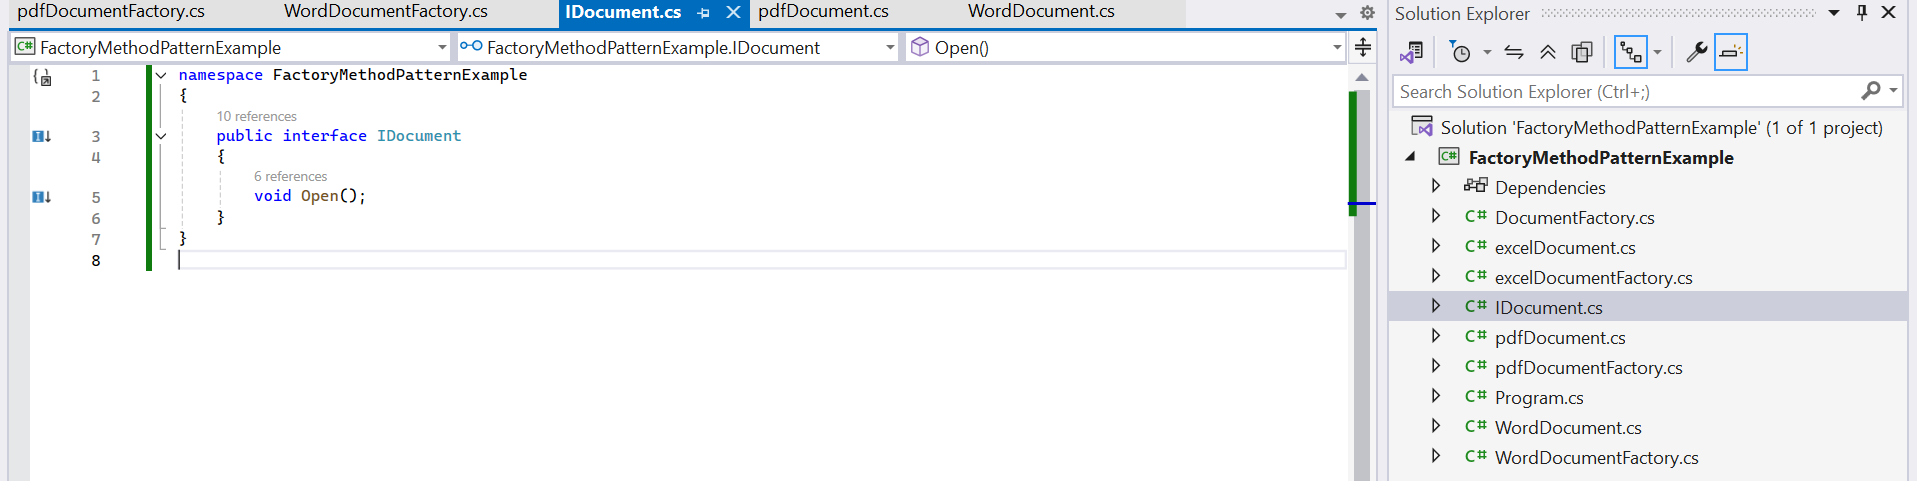 pdfDocumentFactory.cs WordDocumentFactory.cs IDocument.cs pdfDocument.cs WordDocument.cs
C# FactoryMethodPatternExample FactoryMethodPatternExample.IDocument Open()
1 namespace FactoryMethodPatternExample
2 {
10 references
3 public interface IDocument
4 {
6 references
5 void Open();
6 }
7 }
8
Solution Explorer
Search Solution Explorer (Ctrl+;)
Solution 'FactoryMethodPatternExample' (1 of 1 project)
C# FactoryMethodPatternExample
Dependencies
C# DocumentFactory.cs
C# excelDocument.cs
C# excelDocumentFactory.cs
C# IDocument.cs
C# pdfDocument.cs
C# pdfDocumentFactory.cs
C# Program.cs
C# WordDocument.cs
C# WordDocumentFactory.cs